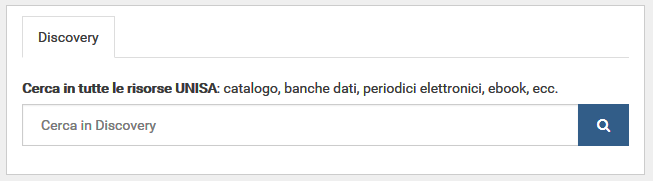 Discovery
Cerca in tutte le risorse UNISA: catalogo, banche dati, periodici elettronici, ebook, ecc.
Cerca in Discovery